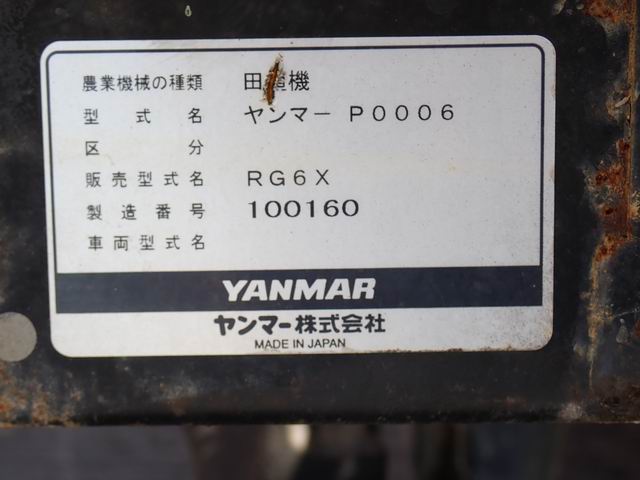 農業機械の種類 田植機
型式名 ヤンマー P0006
区分
販売型式名 RG6X
製造番号 100160
車両型式名
YANMAR
ヤンマー株式会社
MADE IN JAPAN